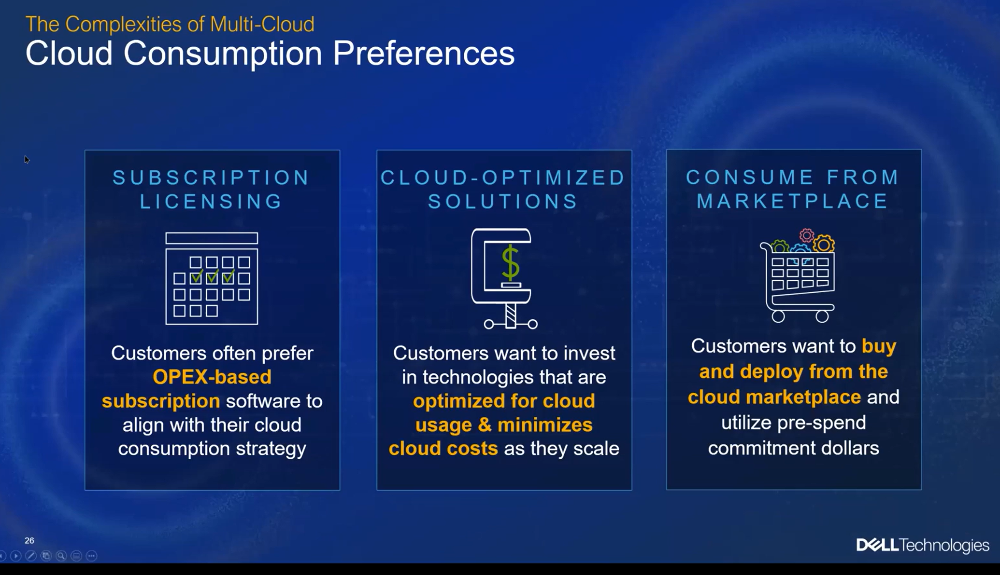 The Complexities of Multi-Cloud
Cloud Consumption Preferences
SUBSCRIPTION
LICENSING
Customers often prefer
OPEX-based
subscription software to
align with their cloud
consumption strategy
CLOUD-OPTIMIZED
SOLUTIONS
$
Customers want to invest
in technologies that are
optimized for cloud
usage & minimizes
cloud costs as they scale
CONSUME FROM
MARKETPLACE
Customers want to buy
and deploy from the
cloud marketplace and
utilize pre-spend
commitment dollars
26
DELLTechnologies